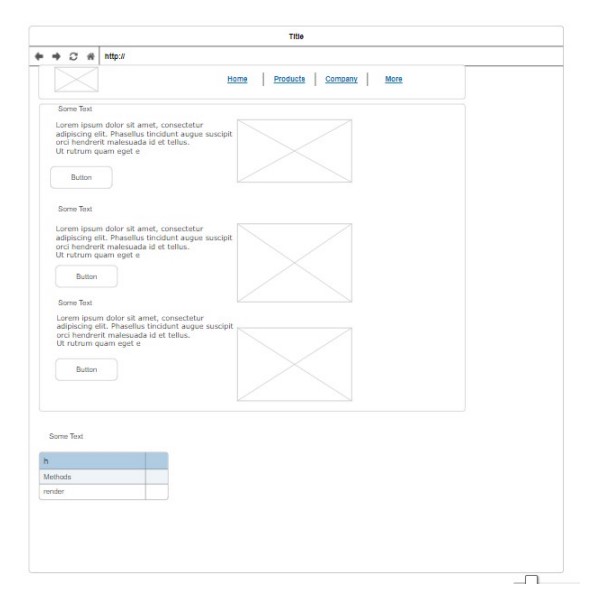 Title
http://
Home Products Company More
Some Text
Lorem ipsum dolor sit amet, consectetur
adipiscing elit. Phasellus tincidunt augue suscipit
orci hendrerit malesuada id et tellus.
Ut rutrum quam eget e
Button
Some Text
Lorem ipsum dolor sit amet, consectetur
adipiscing elit. Phasellus tincidunt augue suscipit
orci hendrerit malesuada id et tellus.
Ut rutrum quam eget e
Button
Some Text
Lorem ipsum dolor sit amet, consectetur
adipiscing elit. Phasellus tincidunt augue suscipit
orci hendrerit malesuada id et tellus.
Ut rutrum quam eget e
Button
Some Text
h
Methods
render